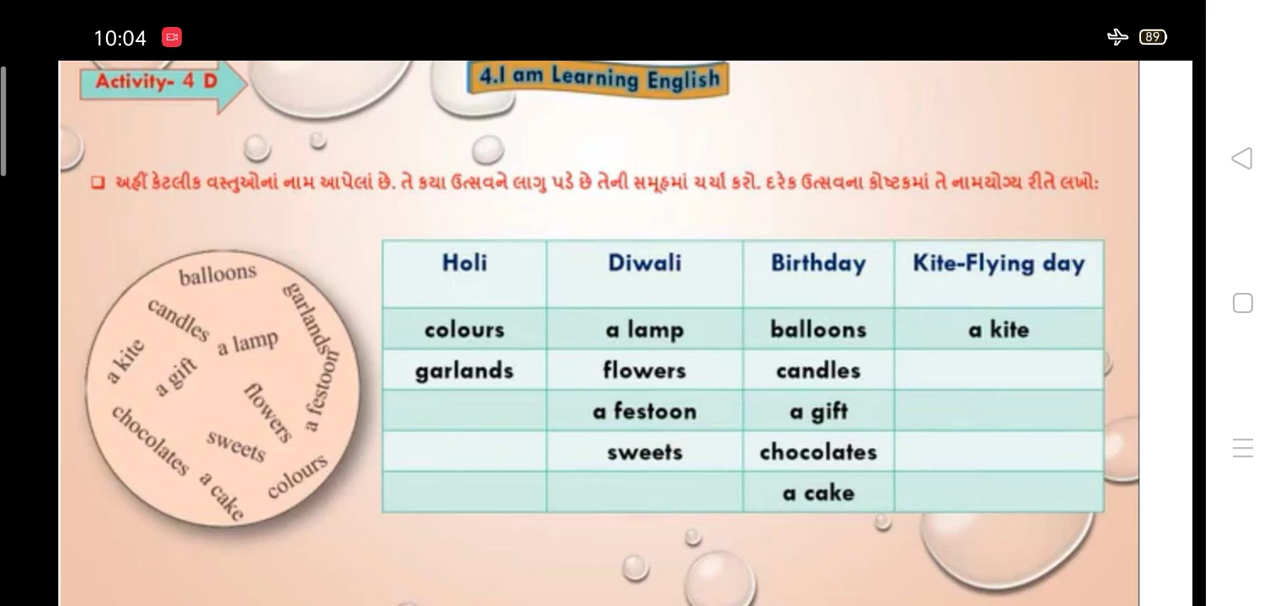 10:04
89
Activity- 4 D
4.I am Learning English
❑ અહીં કેટલીક વસ્તુઓનાં નામ આપેલાં છે. તે કયા ઉત્સવને લાગુ પડે છે તેની સમૂહમાં ચર્ચા કરો. દરેક ઉત્સવના કોષ્ટકમાં તે નામયોગ્ય રીતે લખો:
balloons
garlands
candles
a lamp
a kite
a gift
a festoon
flowers
chocolates
sweets
colours
a cake
Holi Diwali Birthday Kite-Flying day
colours a lamp balloons a kite
garlands flowers candles
a festoon a gift
sweets chocolates
a cake